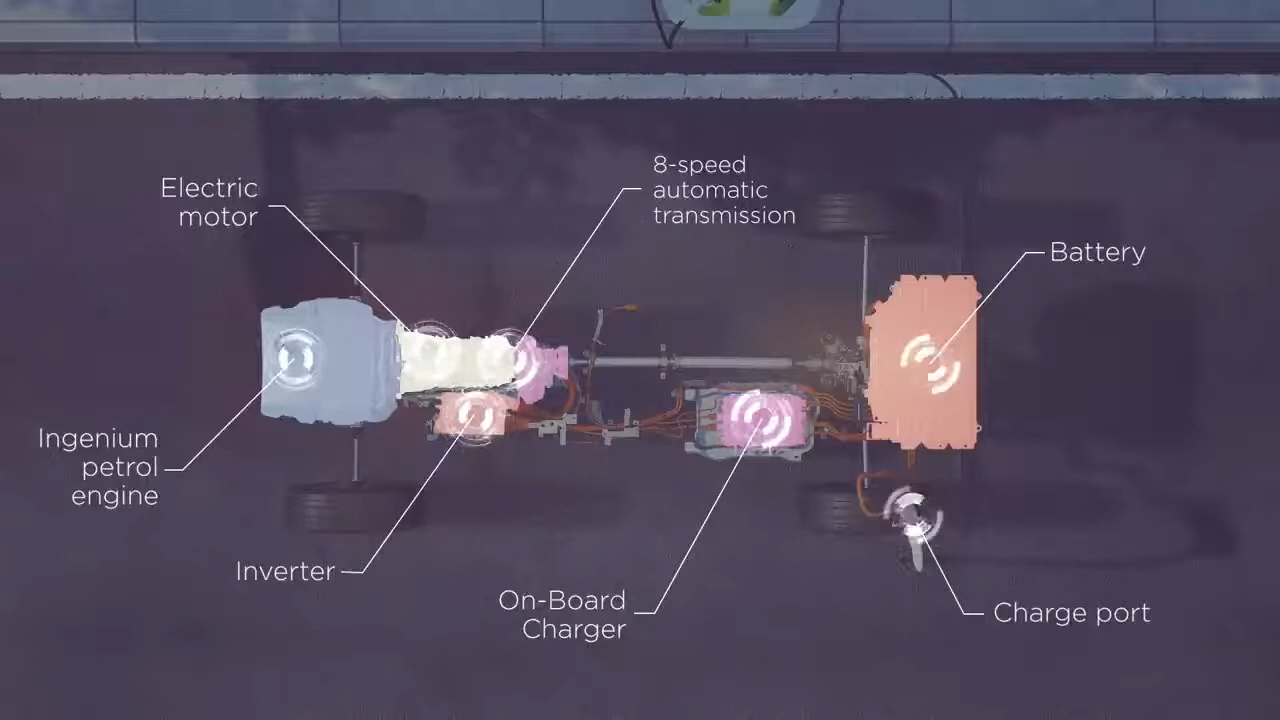 Electric
motor
8-speed
automatic
transmission
Battery
Ingenium
petrol
engine
Inverter
On-Board
Charger
Charge port